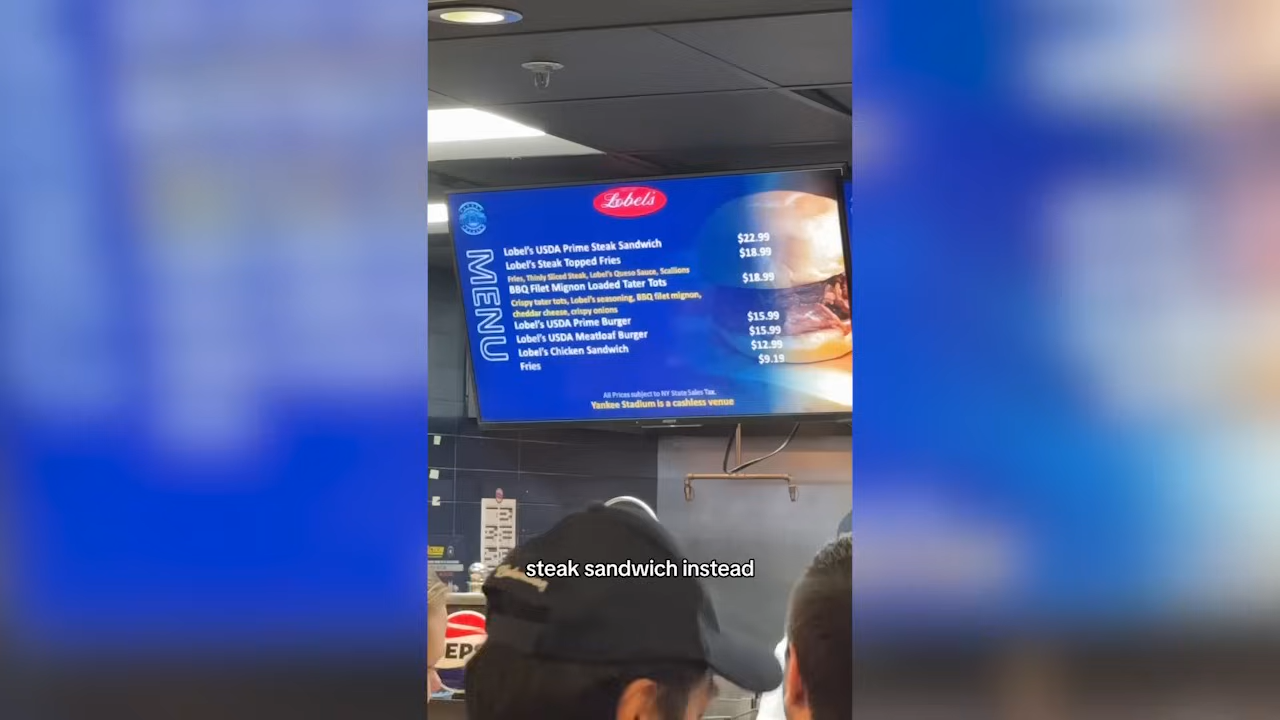 Lobel's
MENU
Lobel's USDA Prime Steak Sandwich $22.99
Lobel's Steak Topped Fries $18.99
Fries, Thinly Sliced Steak, Lobel's Queso Sauce, Scallions
BBQ Filet Mignon Loaded Tater Tots $18.99
Crispy tater tots, Lobel's seasoning, BBQ filet mignon,
cheddar cheese, crispy onions
Lobel's USDA Prime Burger $15.99
Lobel's USDA Meatloaf Burger $15.99
Lobel's Chicken Sandwich $12.99
Fries $9.19
All Prices subject to NY State Sales Tax.
Yankee Stadium is a cashless venue
steak sandwich instead
EPS